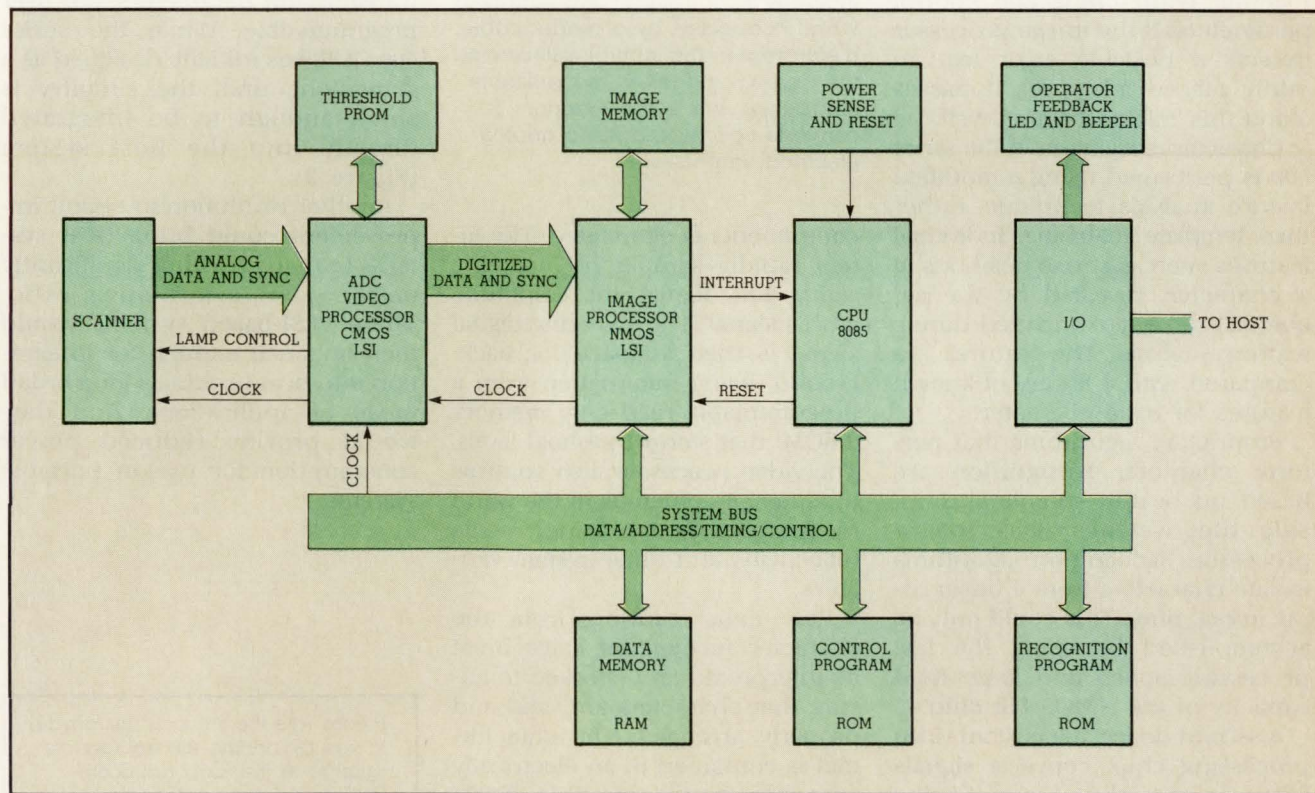 THRESHOLD
PROM
IMAGE
MEMORY
POWER
SENSE
AND RESET
OPERATOR
FEEDBACK
LED AND BEEPER
SCANNER
ANALOG
DATA AND SYNC
LAMP CONTROL
CLOCK
ADC
VIDEO
PROCESSOR
CMOS
LSI
DIGITIZED
DATA AND SYNC
CLOCK
IMAGE
PROCESSOR
NMOS
LSI
INTERRUPT
RESET
CPU
8085
I/O
TO HOST
CLOCK
SYSTEM BUS
DATA/ADDRESS/TIMING/CONTROL
DATA
MEMORY
RAM
CONTROL
PROGRAM
ROM
RECOGNITION
PROGRAM
ROM